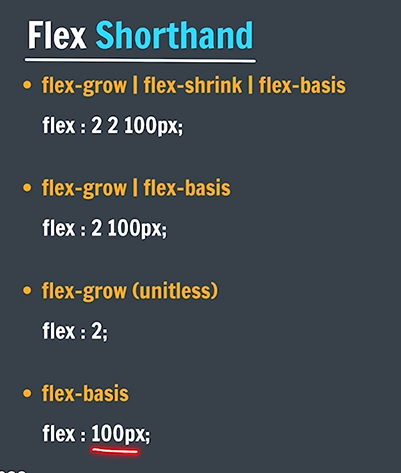 Flex Shorthand
• flex-grow | flex-shrink | flex-basis
flex : 2 2 100px;
• flex-grow | flex-basis
flex : 2 100px;
• flex-grow (unitless)
flex : 2;
• flex-basis
flex : 100px;